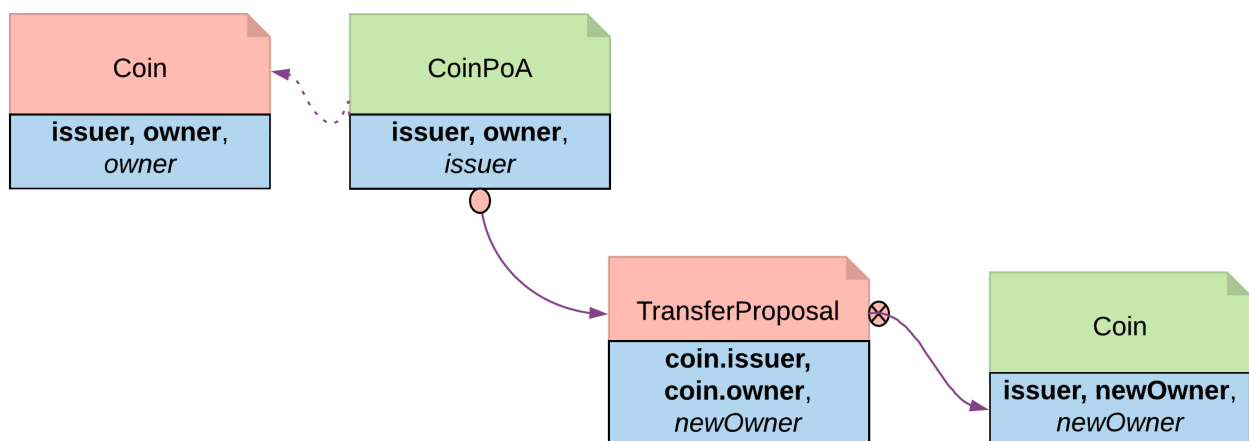 Coin
issuer, owner,
owner
CoinPoA
issuer, owner,
issuer
TransferProposal
coin.issuer,
coin.owner,
newOwner
Coin
issuer, newOwner,
newOwner